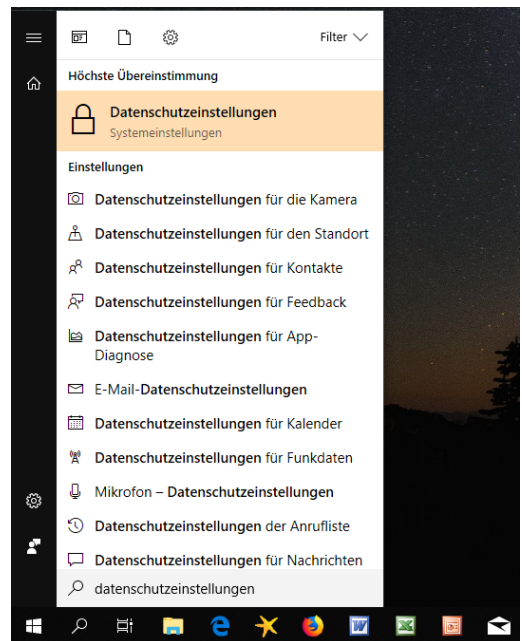 Filter
Höchste Übereinstimmung
Datenschutzeinstellungen
Systemeinstellungen
Einstellungen
Datenschutzeinstellungen für die Kamera
Datenschutzeinstellungen für den Standort
Datenschutzeinstellungen für Kontakte
Datenschutzeinstellungen für Feedback
Datenschutzeinstellungen für App-
Diagnose
E-Mail-Datenschutzeinstellungen
Datenschutzeinstellungen für Kalender
Datenschutzeinstellungen für Funkdaten
Mikrofon – Datenschutzeinstellungen
Datenschutzeinstellungen der Anrufliste
Datenschutzeinstellungen für Nachrichten
datenschutzeinstellungen